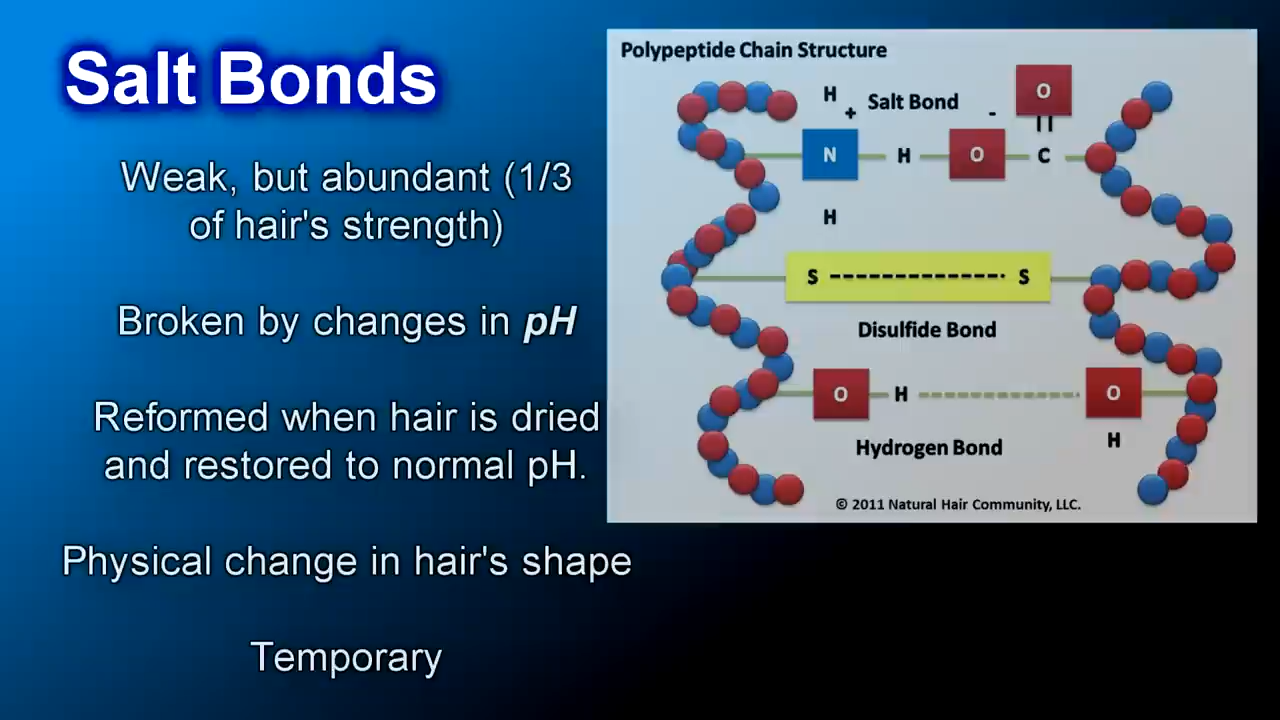 Salt Bonds
Weak, but abundant (1/3
of hair's strength)
Broken by changes in pH
Reformed when hair is dried
and restored to normal pH.
Physical change in hair's shape
Temporary
Polypeptide Chain Structure
H
+
Salt Bond
-
O
N
H
O
C
H
S
S
Disulfide Bond
O
H
O
H
Hydrogen Bond
© 2011 Natural Hair Community, LLC.